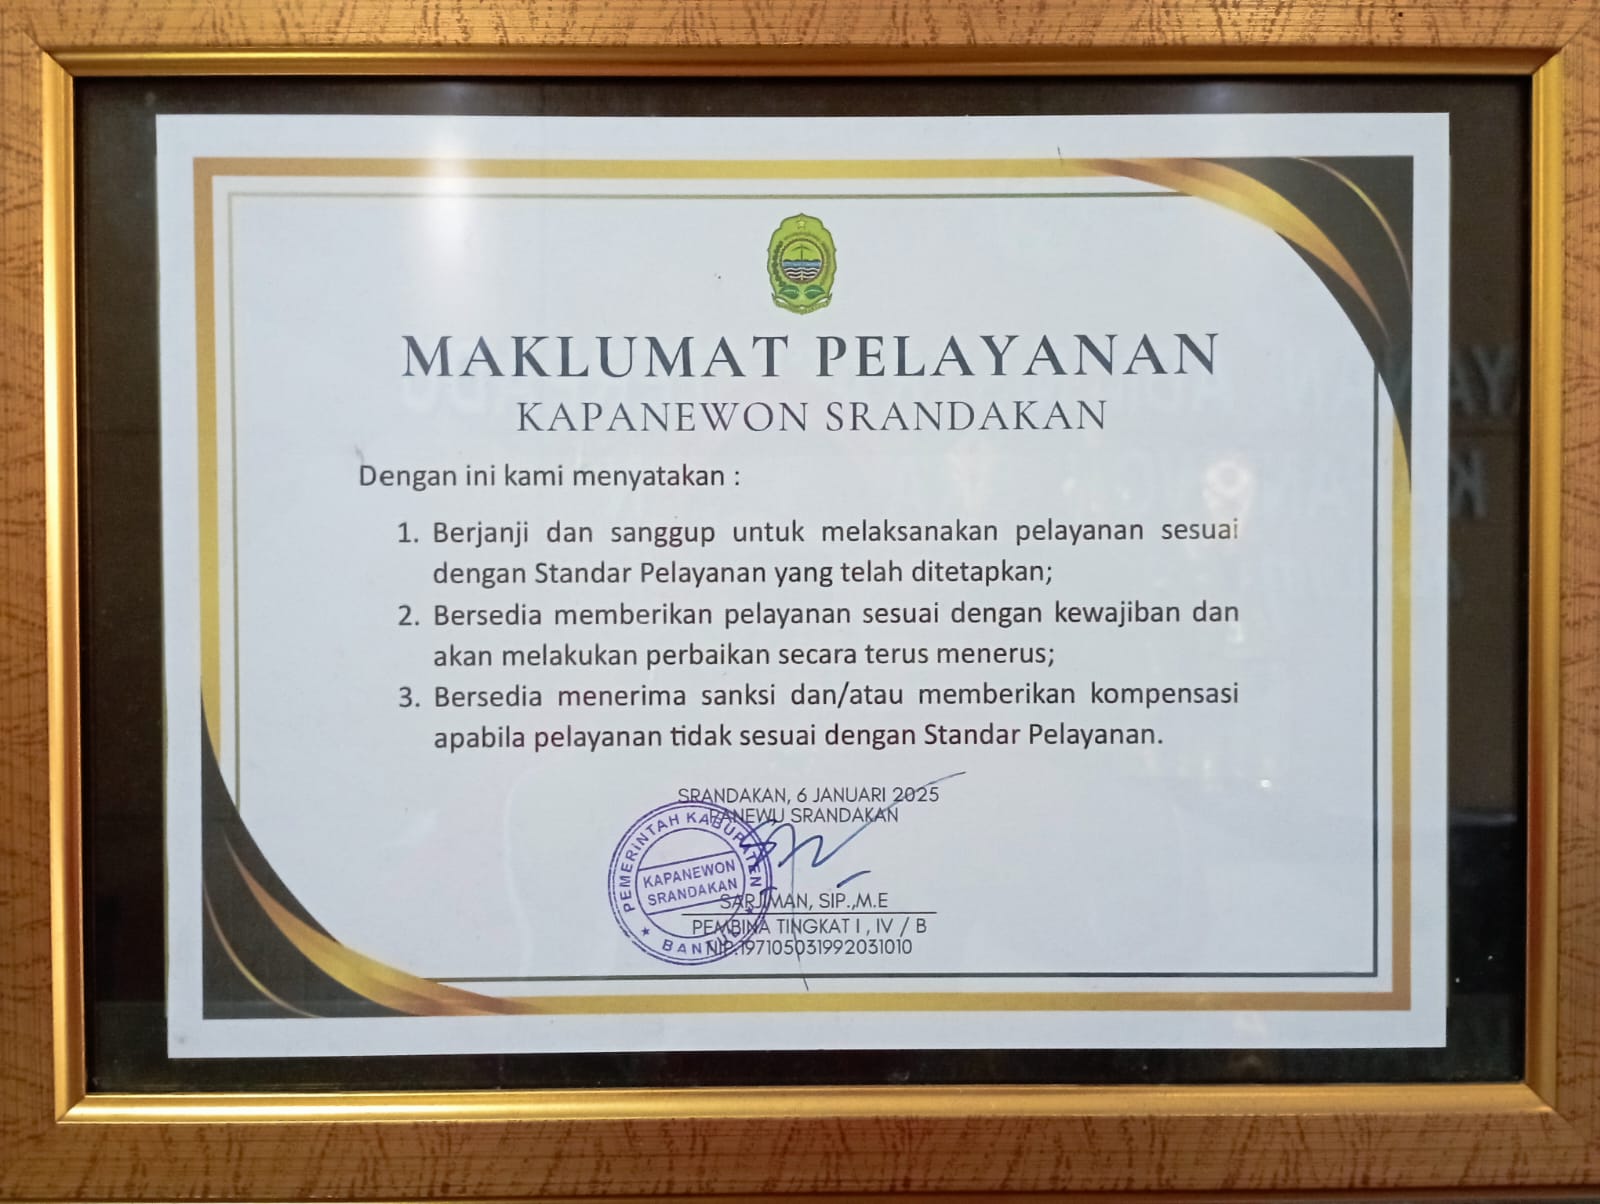 MAKLUMAT PELAYANAN
KAPANEWON SRANDAKAN
Dengan ini kami menyatakan :
1. Berjanji dan sanggup untuk melaksanakan pelayanan sesuai
dengan Standar Pelayanan yang telah ditetapkan;
2. Bersedia memberikan pelayanan sesuai dengan kewajiban dan
akan melakukan perbaikan secara terus menerus;
3. Bersedia menerima sanksi dan/atau memberikan kompensasi
apabila pelayanan tidak sesuai dengan Standar Pelayanan.
SRANDAKAN, 6 JANUARI 2025
PANEWU SRANDAKAN
PEMERINTAH KABUPATEN
KAPANEWON
SRANDAKAN
BANTUL
SARJIMAN, SIP.,M.E
PEMBINA TINGKAT I , IV / B
NIP.197105031992031010